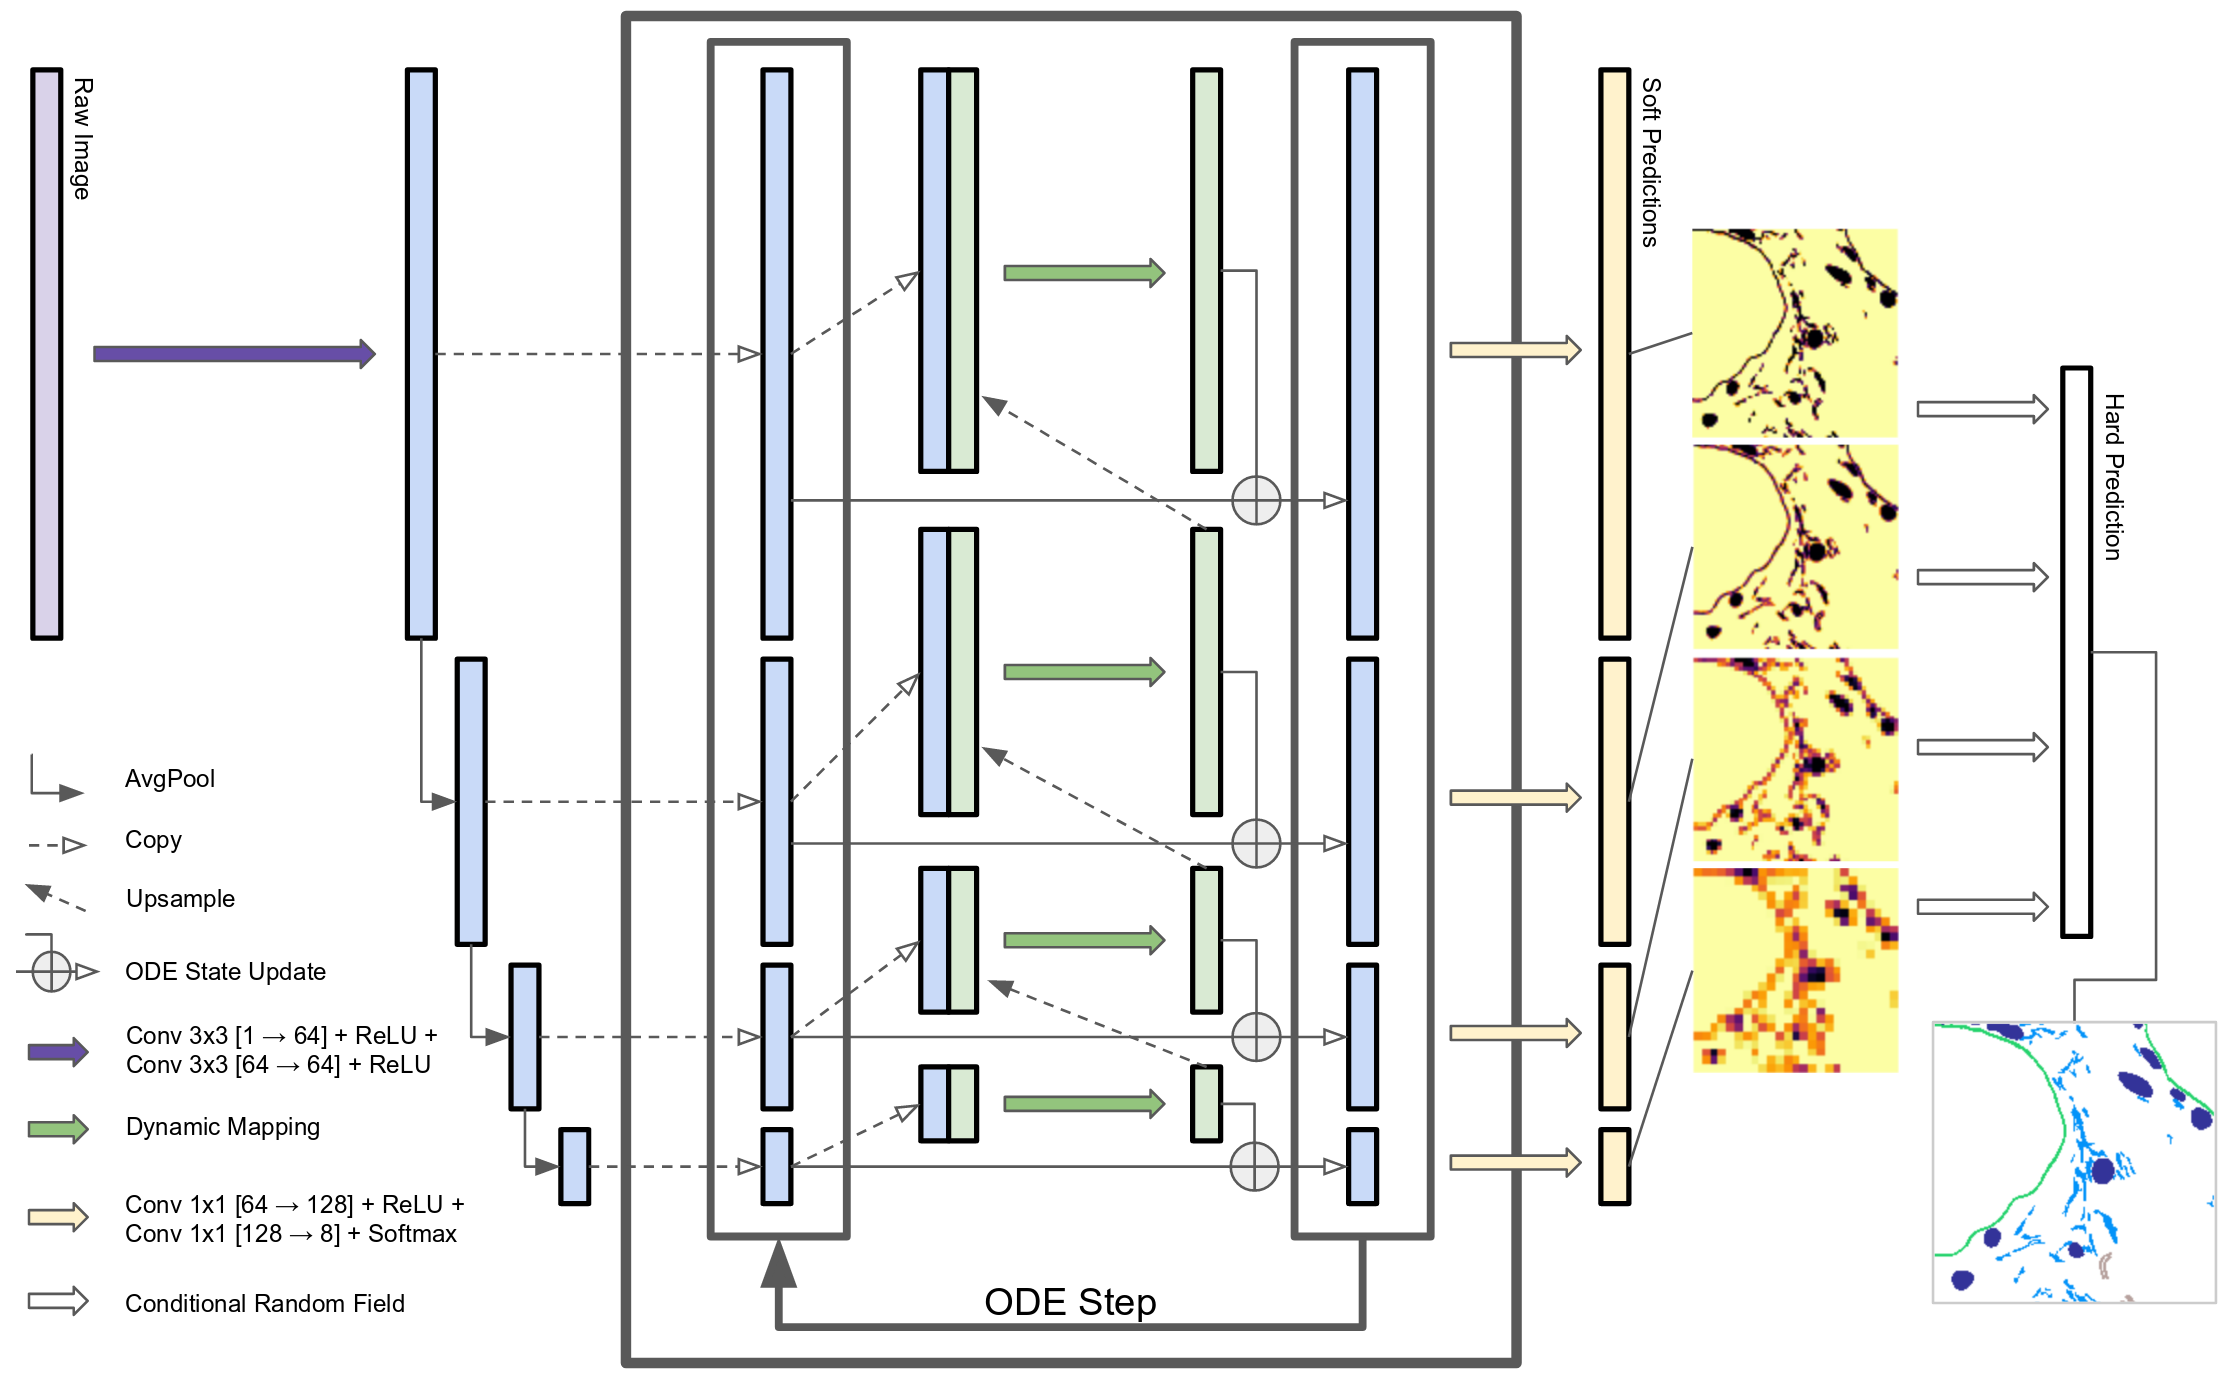 Raw Image
Soft Predictions
Hard Prediction
AvgPool
Copy
Upsample
ODE State Update
Conv 3x3 [1 → 64] + ReLU +
Conv 3x3 [64 → 64] + ReLU
Dynamic Mapping
Conv 1x1 [64 → 128] + ReLU +
Conv 1x1 [128 → 8] + Softmax
Conditional Random Field
ODE Step